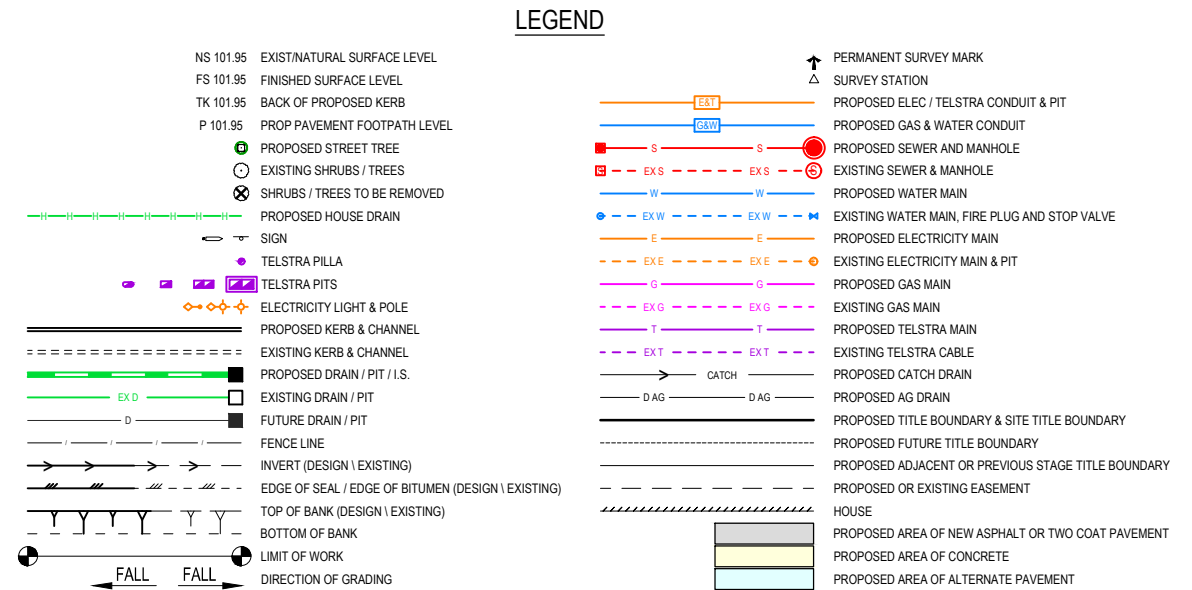 LEGEND
NS 101.95 EXIST/NATURAL SURFACE LEVEL
FS 101.95 FINISHED SURFACE LEVEL
TK 101.95 BACK OF PROPOSED KERB
P 101.95 PROP PAVEMENT FOOTPATH LEVEL
PROPOSED STREET TREE
EXISTING SHRUBS / TREES
SHRUBS / TREES TO BE REMOVED
H H H H H H H PROPOSED HOUSE DRAIN
SIGN
TELSTRA PILLA
TELSTRA PITS
ELECTRICITY LIGHT & POLE
PROPOSED KERB & CHANNEL
EXISTING KERB & CHANNEL
PROPOSED DRAIN / PIT / I.S.
EX D EXISTING DRAIN / PIT
D FUTURE DRAIN / PIT
FENCE LINE
INVERT (DESIGN \ EXISTING)
EDGE OF SEAL / EDGE OF BITUMEN (DESIGN \ EXISTING)
TOP OF BANK (DESIGN \ EXISTING)
BOTTOM OF BANK
LIMIT OF WORK
FALL FALL DIRECTION OF GRADING
PERMANENT SURVEY MARK
SURVEY STATION
E&T PROPOSED ELEC / TELSTRA CONDUIT & PIT
G&W PROPOSED GAS & WATER CONDUIT
S S PROPOSED SEWER AND MANHOLE
S EX S EX S S EXISTING SEWER & MANHOLE
W W PROPOSED WATER MAIN
EX W EX W EXISTING WATER MAIN, FIRE PLUG AND STOP VALVE
E E PROPOSED ELECTRICITY MAIN
EX E EX E EXISTING ELECTRICITY MAIN & PIT
G G PROPOSED GAS MAIN
EX G EX G EXISTING GAS MAIN
T T PROPOSED TELSTRA MAIN
EX T EX T EXISTING TELSTRA CABLE
CATCH PROPOSED CATCH DRAIN
D AG D AG PROPOSED AG DRAIN
PROPOSED TITLE BOUNDARY & SITE TITLE BOUNDARY
PROPOSED FUTURE TITLE BOUNDARY
PROPOSED ADJACENT OR PREVIOUS STAGE TITLE BOUNDARY
PROPOSED OR EXISTING EASEMENT
HOUSE
PROPOSED AREA OF NEW ASPHALT OR TWO COAT PAVEMENT
PROPOSED AREA OF CONCRETE
PROPOSED AREA OF ALTERNATE PAVEMENT